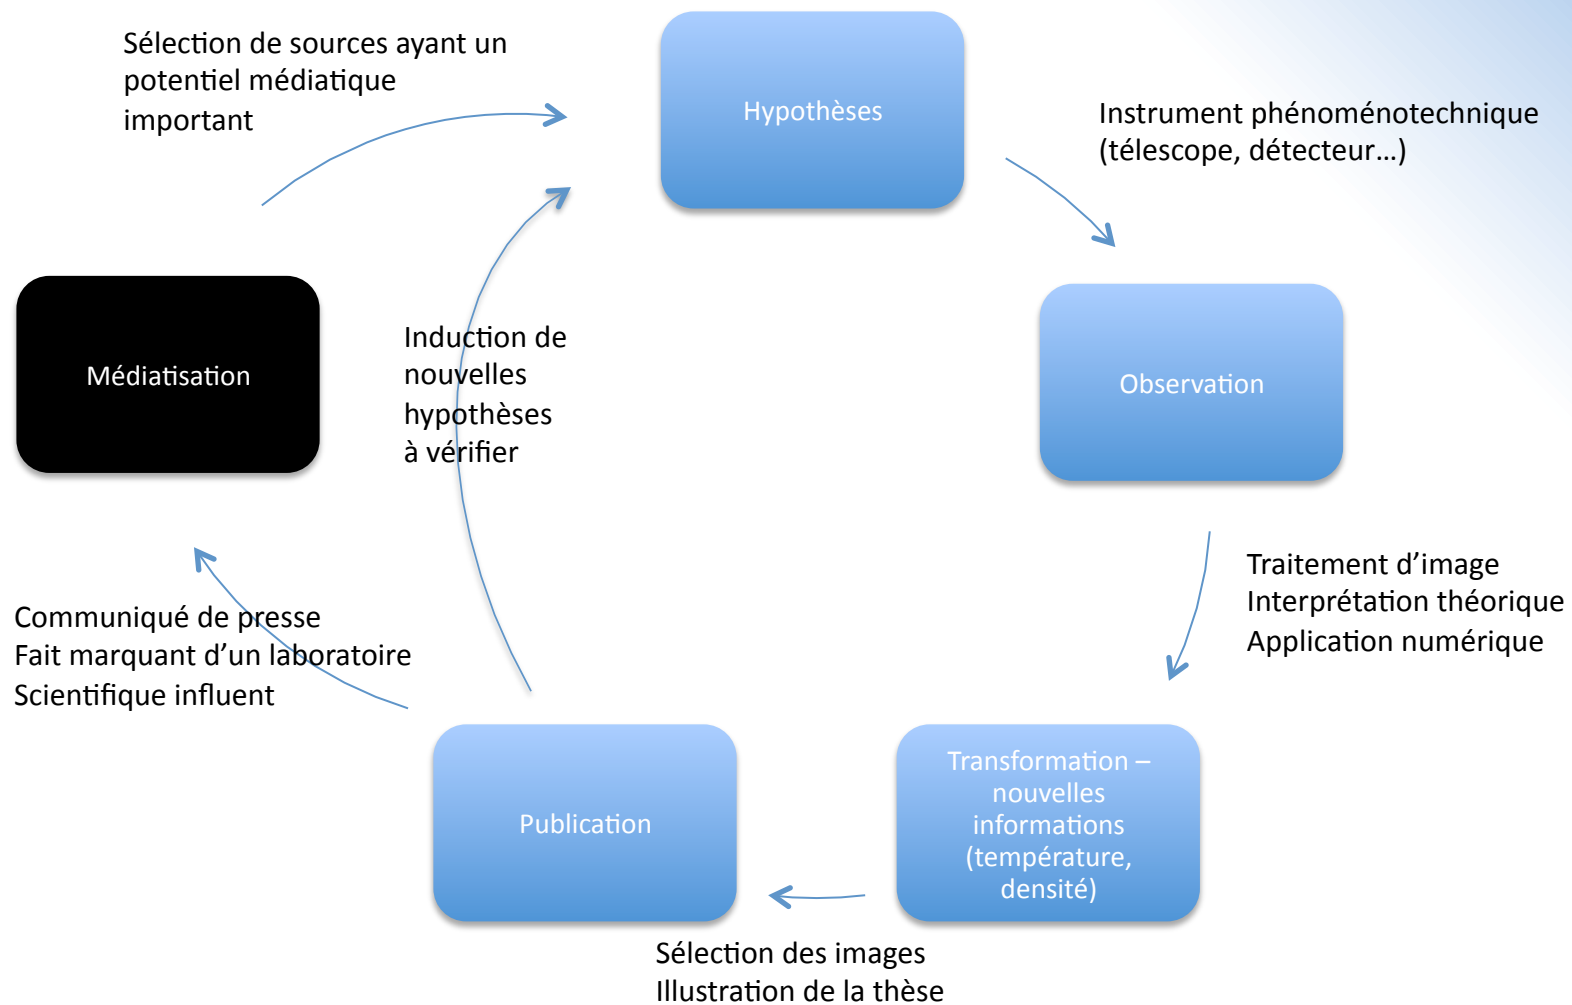 Sélection de sources ayant un
potentiel médiatique
important
Hypothèses
Instrument phénoménotechnique
(télescope, détecteur…)
Médiatisation
Induction de
nouvelles
hypothèses
à vérifier
Observation
Traitement d’image
Interprétation théorique
Application numérique
Communiqué de presse
Fait marquant d’un laboratoire
Scientifique influent
Publication
Transformation –
nouvelles
informations
(température,
densité)
Sélection des images
Illustration de la thèse